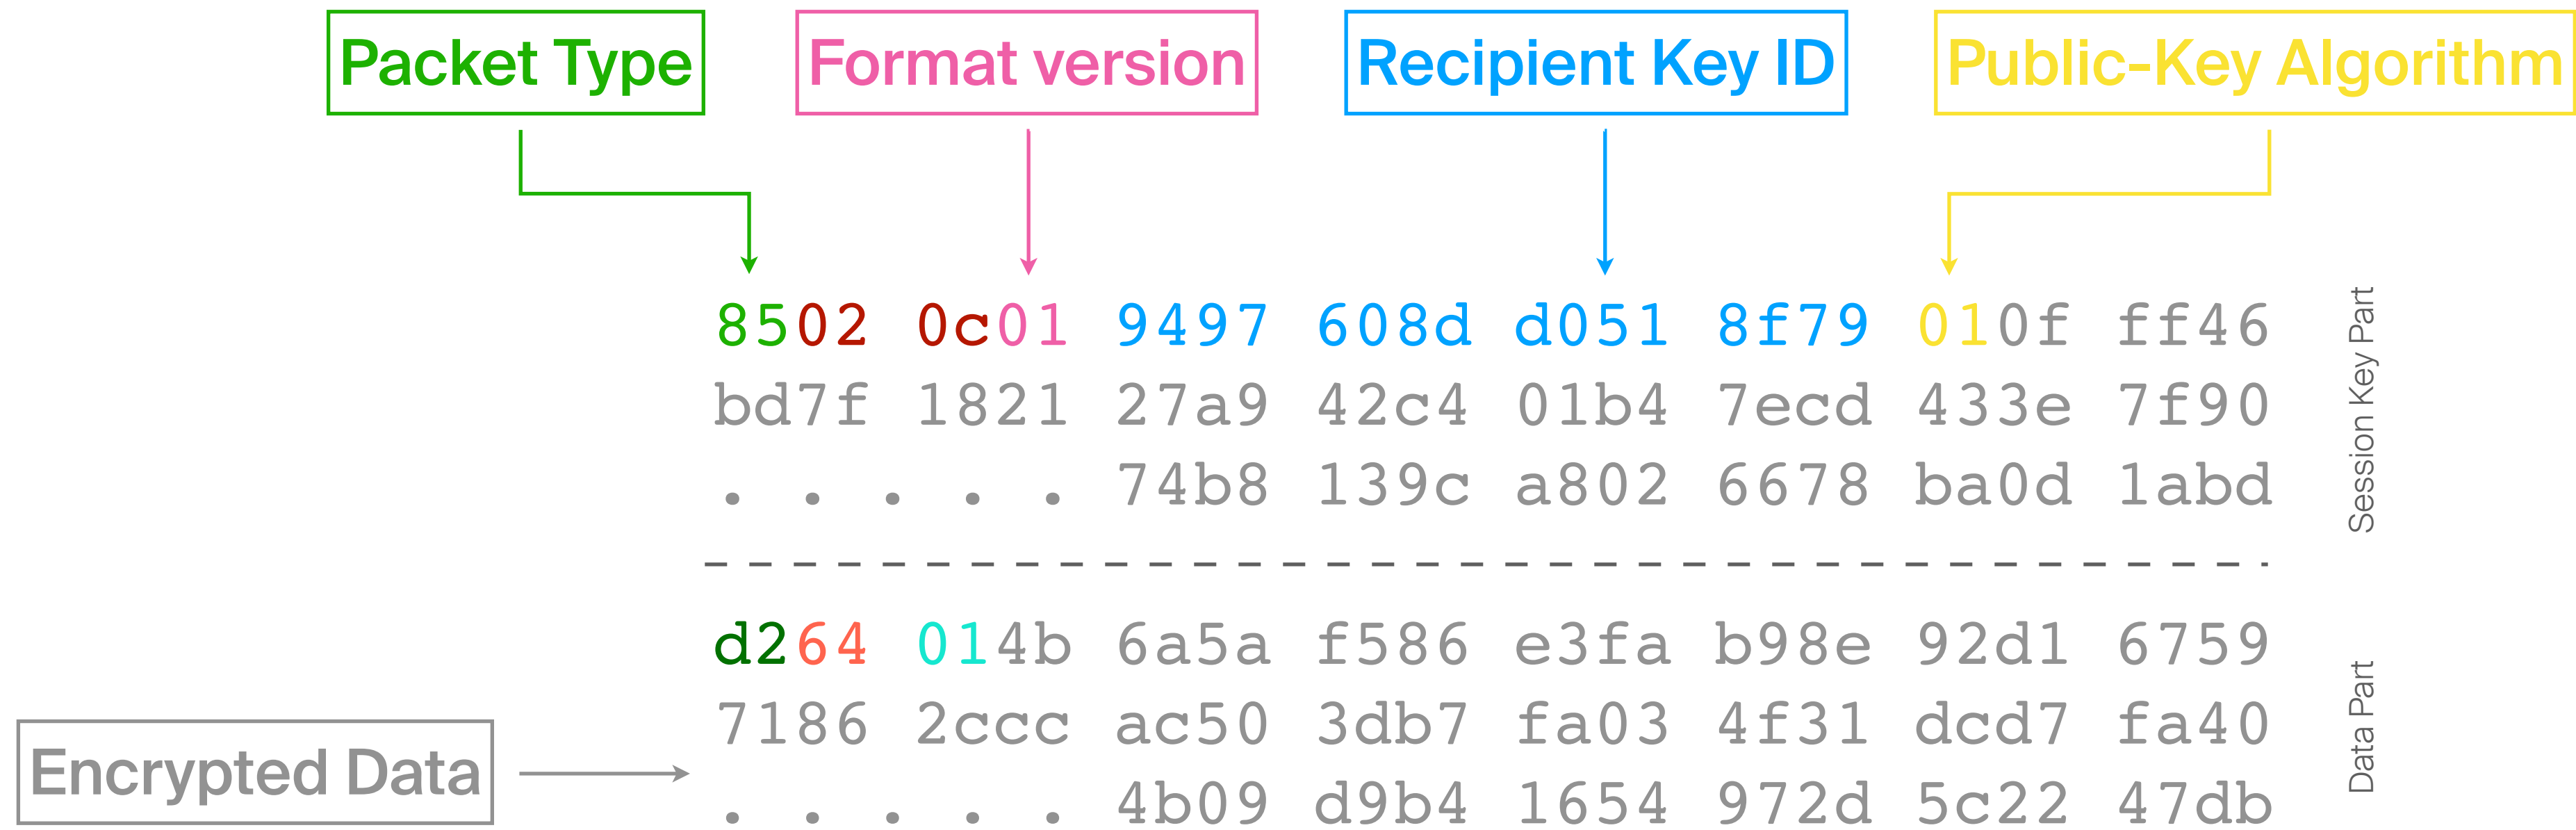 Packet Type
Format version
Recipient Key ID
Public-Key Algorithm
8502 0c01 9497 608d d051 8f79 010f ff46
bd7f 1821 27a9 42c4 01b4 7ecd 433e 7f90
. . . . . 74b8 139c a802 6678 ba0d 1abd
Session Key Part
d264 014b 6a5a f586 e3fa b98e 92d1 6759
7186 2ccc ac50 3db7 fa03 4f31 dcd7 fa40
. . . . . 4b09 d9b4 1654 972d 5c22 47db
Data Part
Encrypted Data